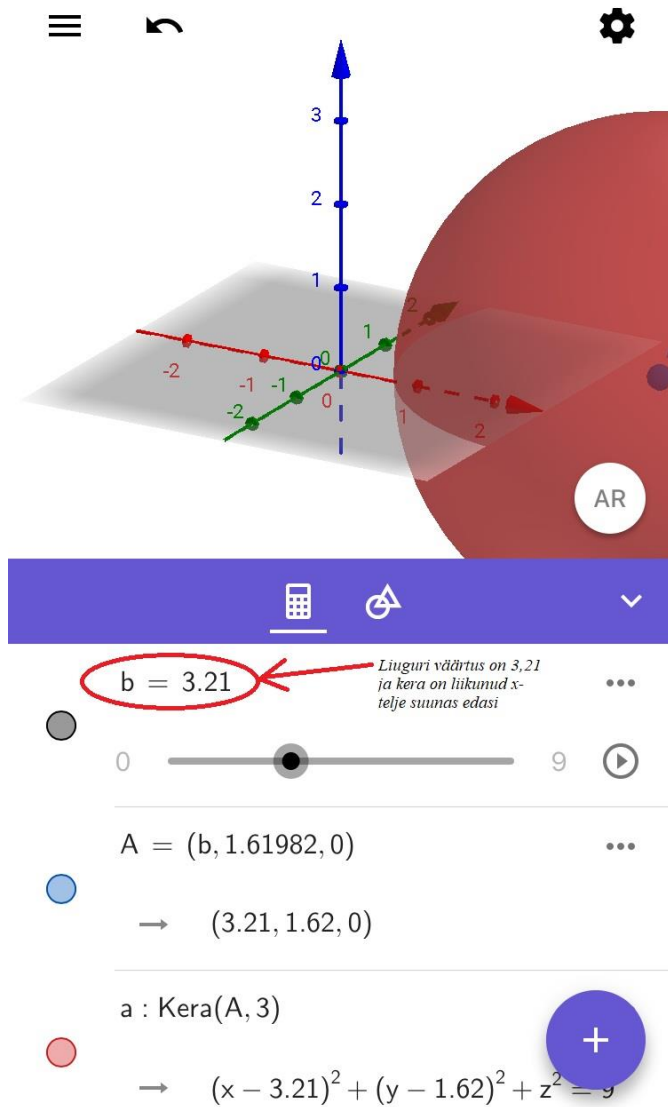 3
2
1
0
0
0
-2
-1
1
2
-2
-1
1
2
AR
b = 3.21
Liuguri väärtus on 3,21
ja kera on liikunud x-
telje suunas edasi
0
9
A = (b, 1.61982, 0)
→ (3.21, 1.62, 0)
a : Kera(A, 3)
→ (x − 3.21)² + (y − 1.62)² + z² = 9
+